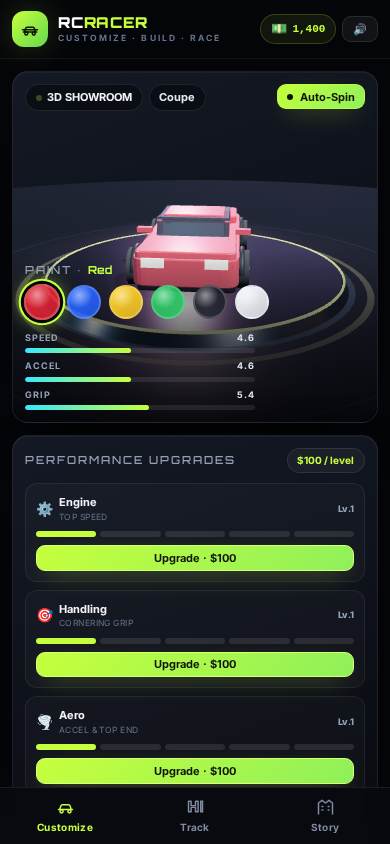 RCRACER
CUSTOMIZE · BUILD · RACE
1,400
3D SHOWROOM
Coupe
Auto-Spin
PAINT · Red
SPEED 4.6
ACCEL 4.6
GRIP 5.4
PERFORMANCE UPGRADES
$100 / level
Engine
TOP SPEED
Lv.1
Upgrade · $100
Handling
CORNERING GRIP
Lv.1
Upgrade · $100
Aero
ACCEL & TOP END
Lv.1
Upgrade · $100
Customize
Track
Story